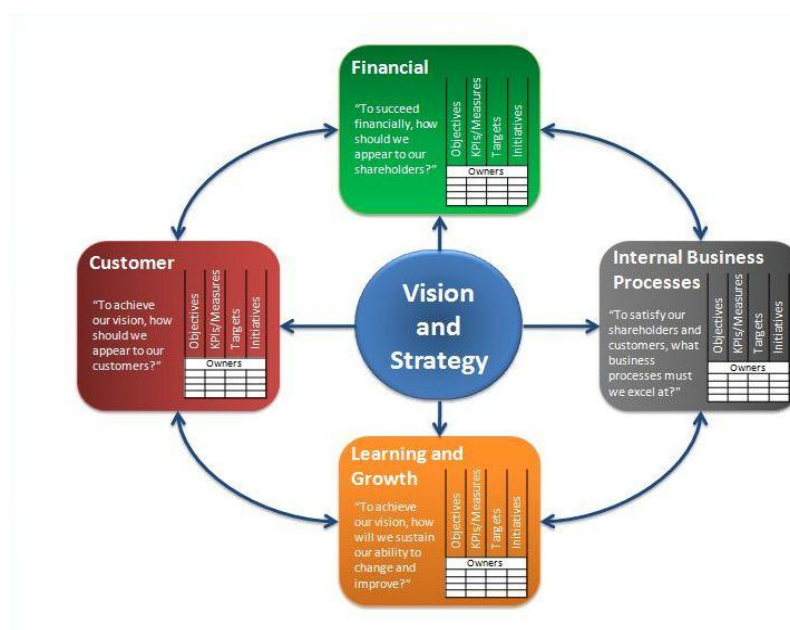 Financial
“To succeed
financially, how
should we
appear to our
shareholders?”
Objectives
KPIs/Measures
Targets
Initiatives
Owners
Customer
“To achieve
our vision, how
should we
appear to our
customers?”
Objectives
KPIs/Measures
Targets
Initiatives
Owners
Vision
and
Strategy
Internal Business
Processes
“To satisfy our
shareholders and
customers, what
business
processes must
we excel at?”
Objectives
KPIs/Measures
Targets
Initiatives
Owners
Learning and
Growth
“To achieve
our vision, how
will we sustain
our ability to
change and
improve?”
Objectives
KPIs/Measures
Targets
Initiatives
Owners